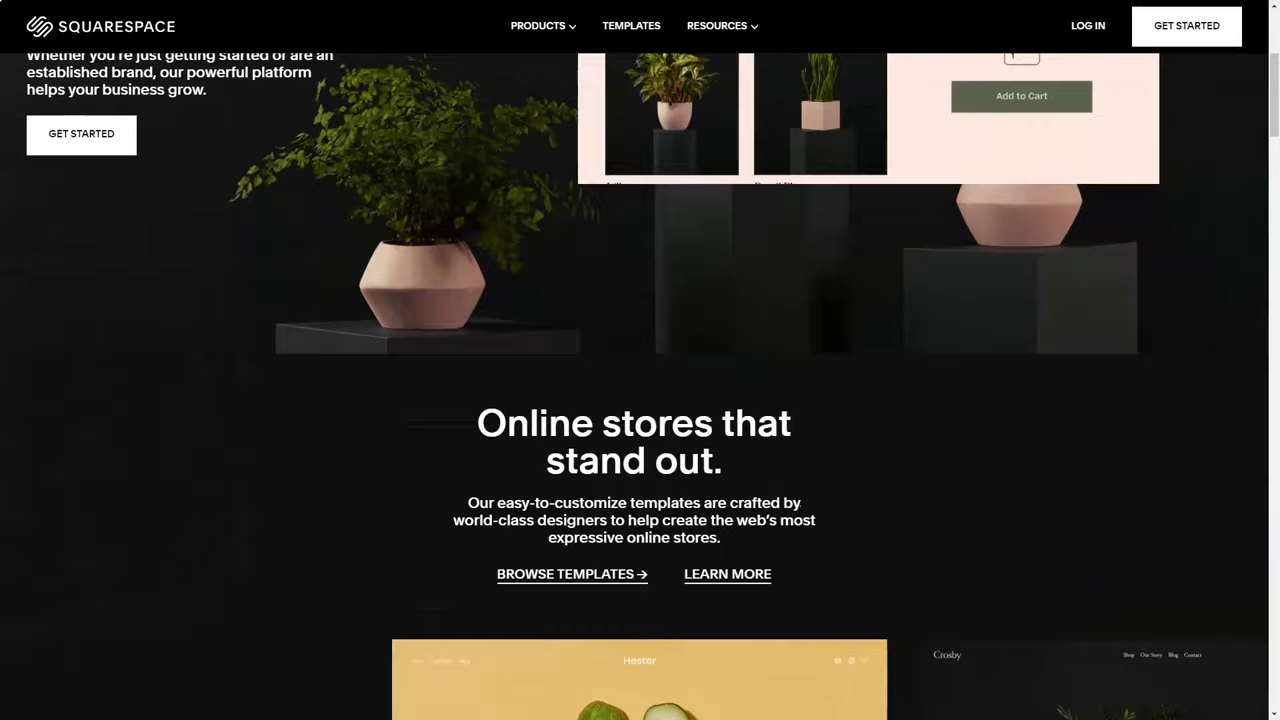 SQUARESPACE
PRODUCTS
TEMPLATES
RESOURCES
LOG IN
GET STARTED
Whether you're just getting started or are an
established brand, our powerful platform
helps your business grow.
GET STARTED
Add to Cart
Online stores that
stand out.
Our easy-to-customize templates are crafted by
world-class designers to help create the web's most
expressive online stores.
BROWSE TEMPLATES →
LEARN MORE
Hester
Crosby
Shop Our Story Blog Contact